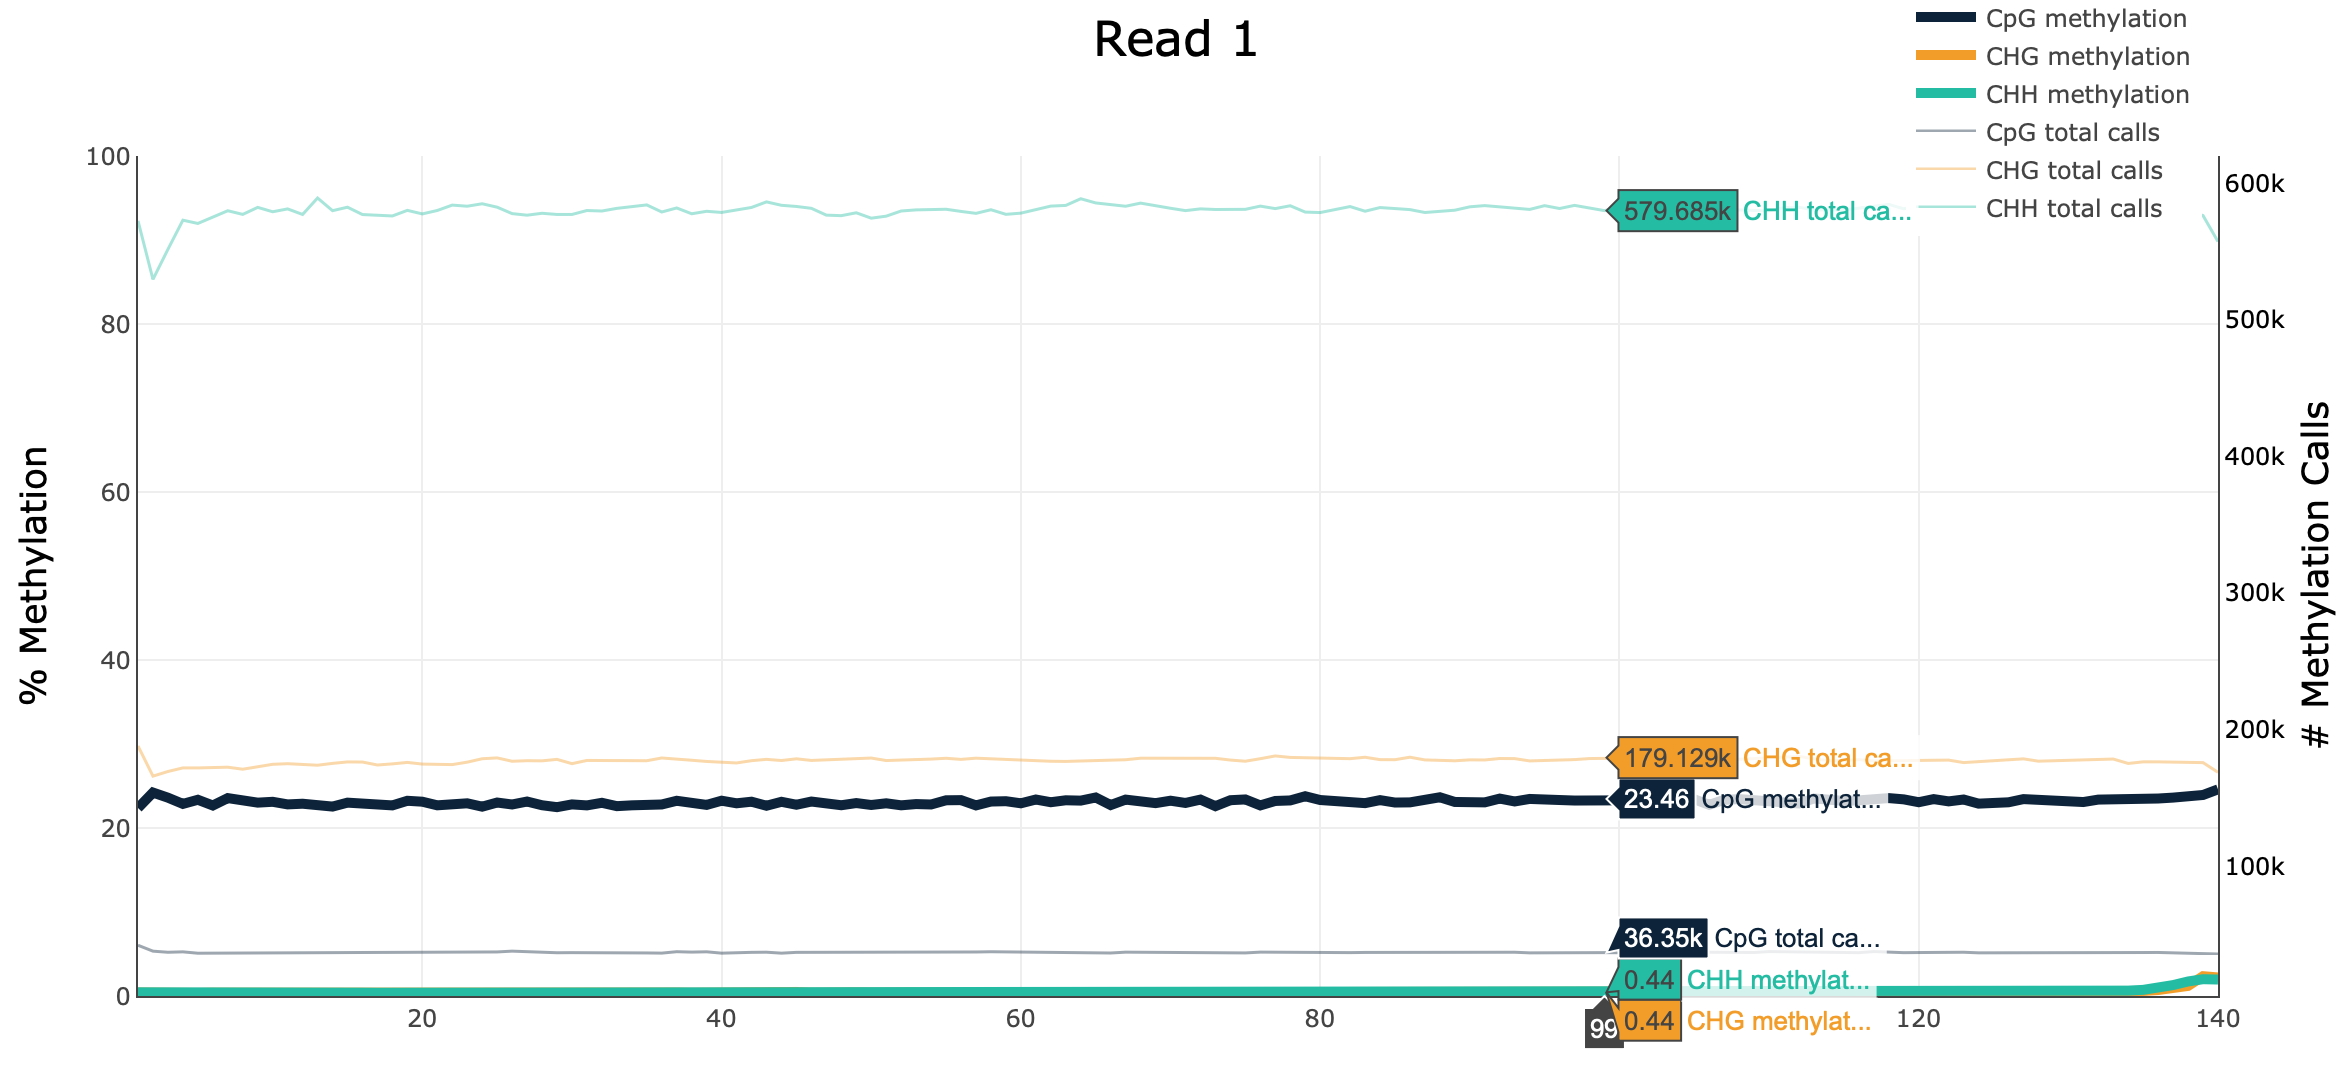 Read 1
CpG methylation
CHG methylation
CHH methylation
CpG total calls
CHG total calls
CHH total calls
100
80
60
40
20
0
% Methylation
600k
500k
400k
300k
200k
100k
# Methylation Calls
579.685k CHH total ca...
179.129k CHG total ca...
23.46 CpG methylat...
36.35k CpG total ca...
0.44 CHH methylat...
0.44 CHG methylat...
20
40
60
80
99
120
140